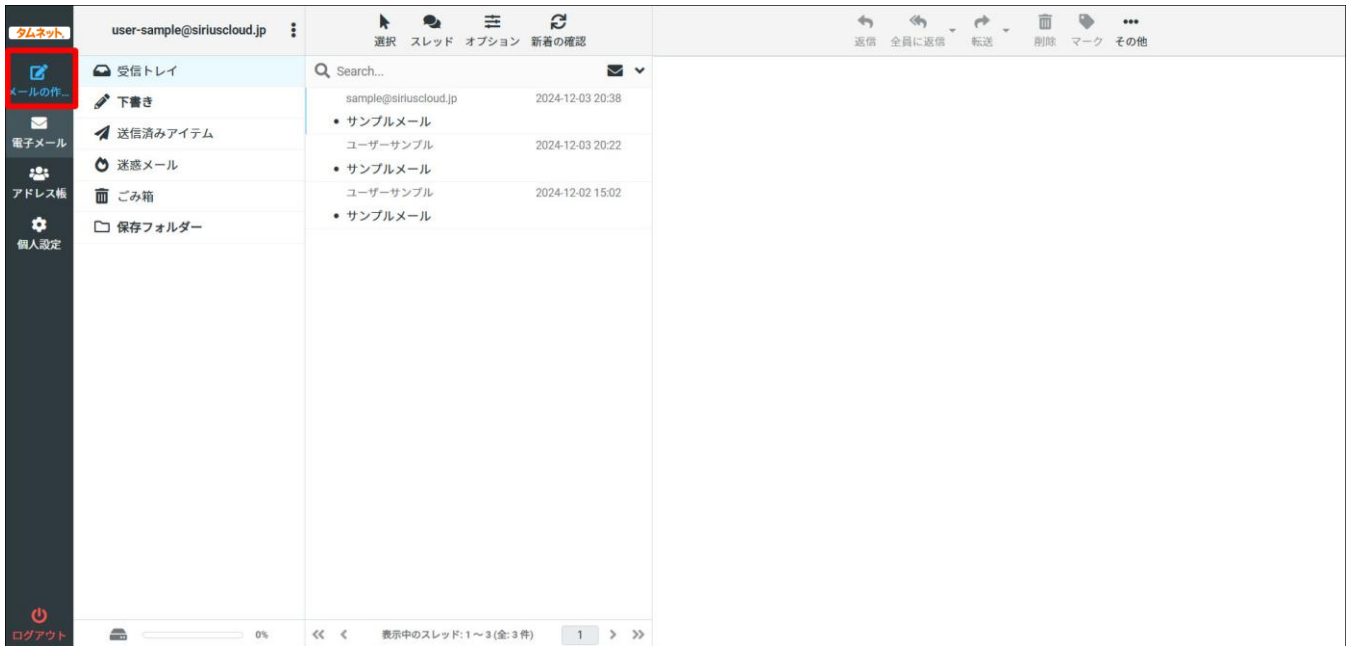 タムネット
メールの作...
電子メール
アドレス帳
個人設定
ログアウト
user-sample@siriuscloud.jp
受信トレイ
下書き
送信済みアイテム
迷惑メール
ごみ箱
保存フォルダー
0%
選択 スレッド オプション 新着の確認
Search...
sample@siriuscloud.jp 2024-12-03 20:38
• サンプルメール
ユーザーサンプル 2024-12-03 20:22
• サンプルメール
ユーザーサンプル 2024-12-02 15:02
• サンプルメール
表示中のスレッド: 1 ~ 3 (全: 3 件) 1
返信 全員に返信 転送 削除 マーク その他